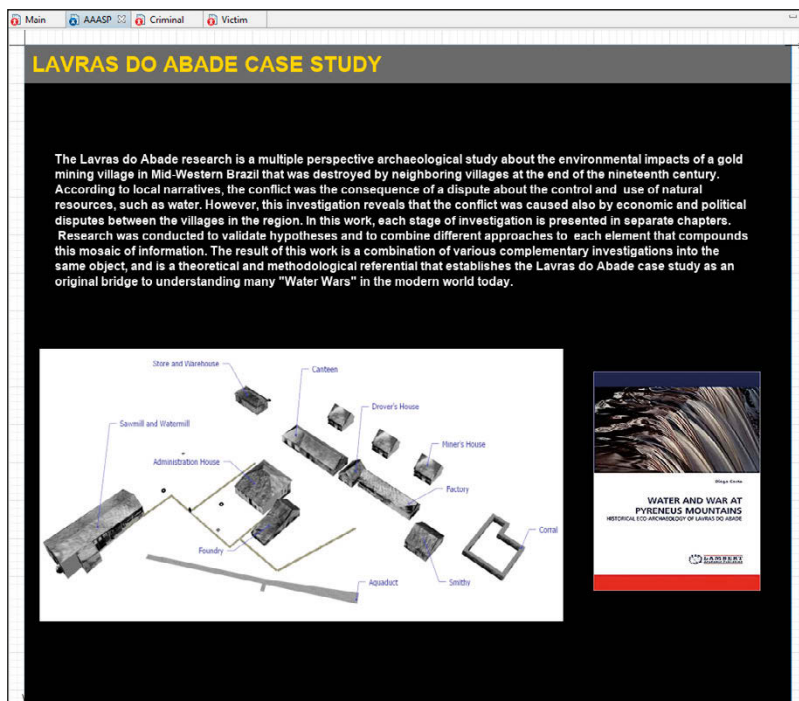 Main
AAASP
Criminal
Victim
LAVRAS DO ABADE CASE STUDY
The Lavras do Abade research is a multiple perspective archaeological study about the environmental impacts of a gold
mining village in Mid-Western Brazil that was destroyed by neighboring villages at the end of the nineteenth century.
According to local narratives, the conflict was the consequence of a dispute about the control and use of natural
resources, such as water. However, this investigation reveals that the conflict was caused also by economic and political
disputes between the villages in the region. In this work, each stage of investigation is presented in separate chapters.
Research was conducted to validate hypotheses and to combine different approaches to each element that compounds
this mosaic of information. The result of this work is a combination of various complementary investigations into the
same object, and is a theoretical and methodological referential that establishes the Lavras do Abade case study as an
original bridge to understanding many "Water Wars" in the modern world today.
Store and Warehouse
Canteen
Drover's House
Sawmill and Watermill
Miner's House
Administration House
Factory
Corral
Foundry
Aquaduct
Smithy
Diego Costa
WATER AND WAR AT
PYRENEUS MOUNTAINS
HISTORICAL ECO-ARCHAEOLOGY OF LAVRAS DO ABADE
LAMBERT